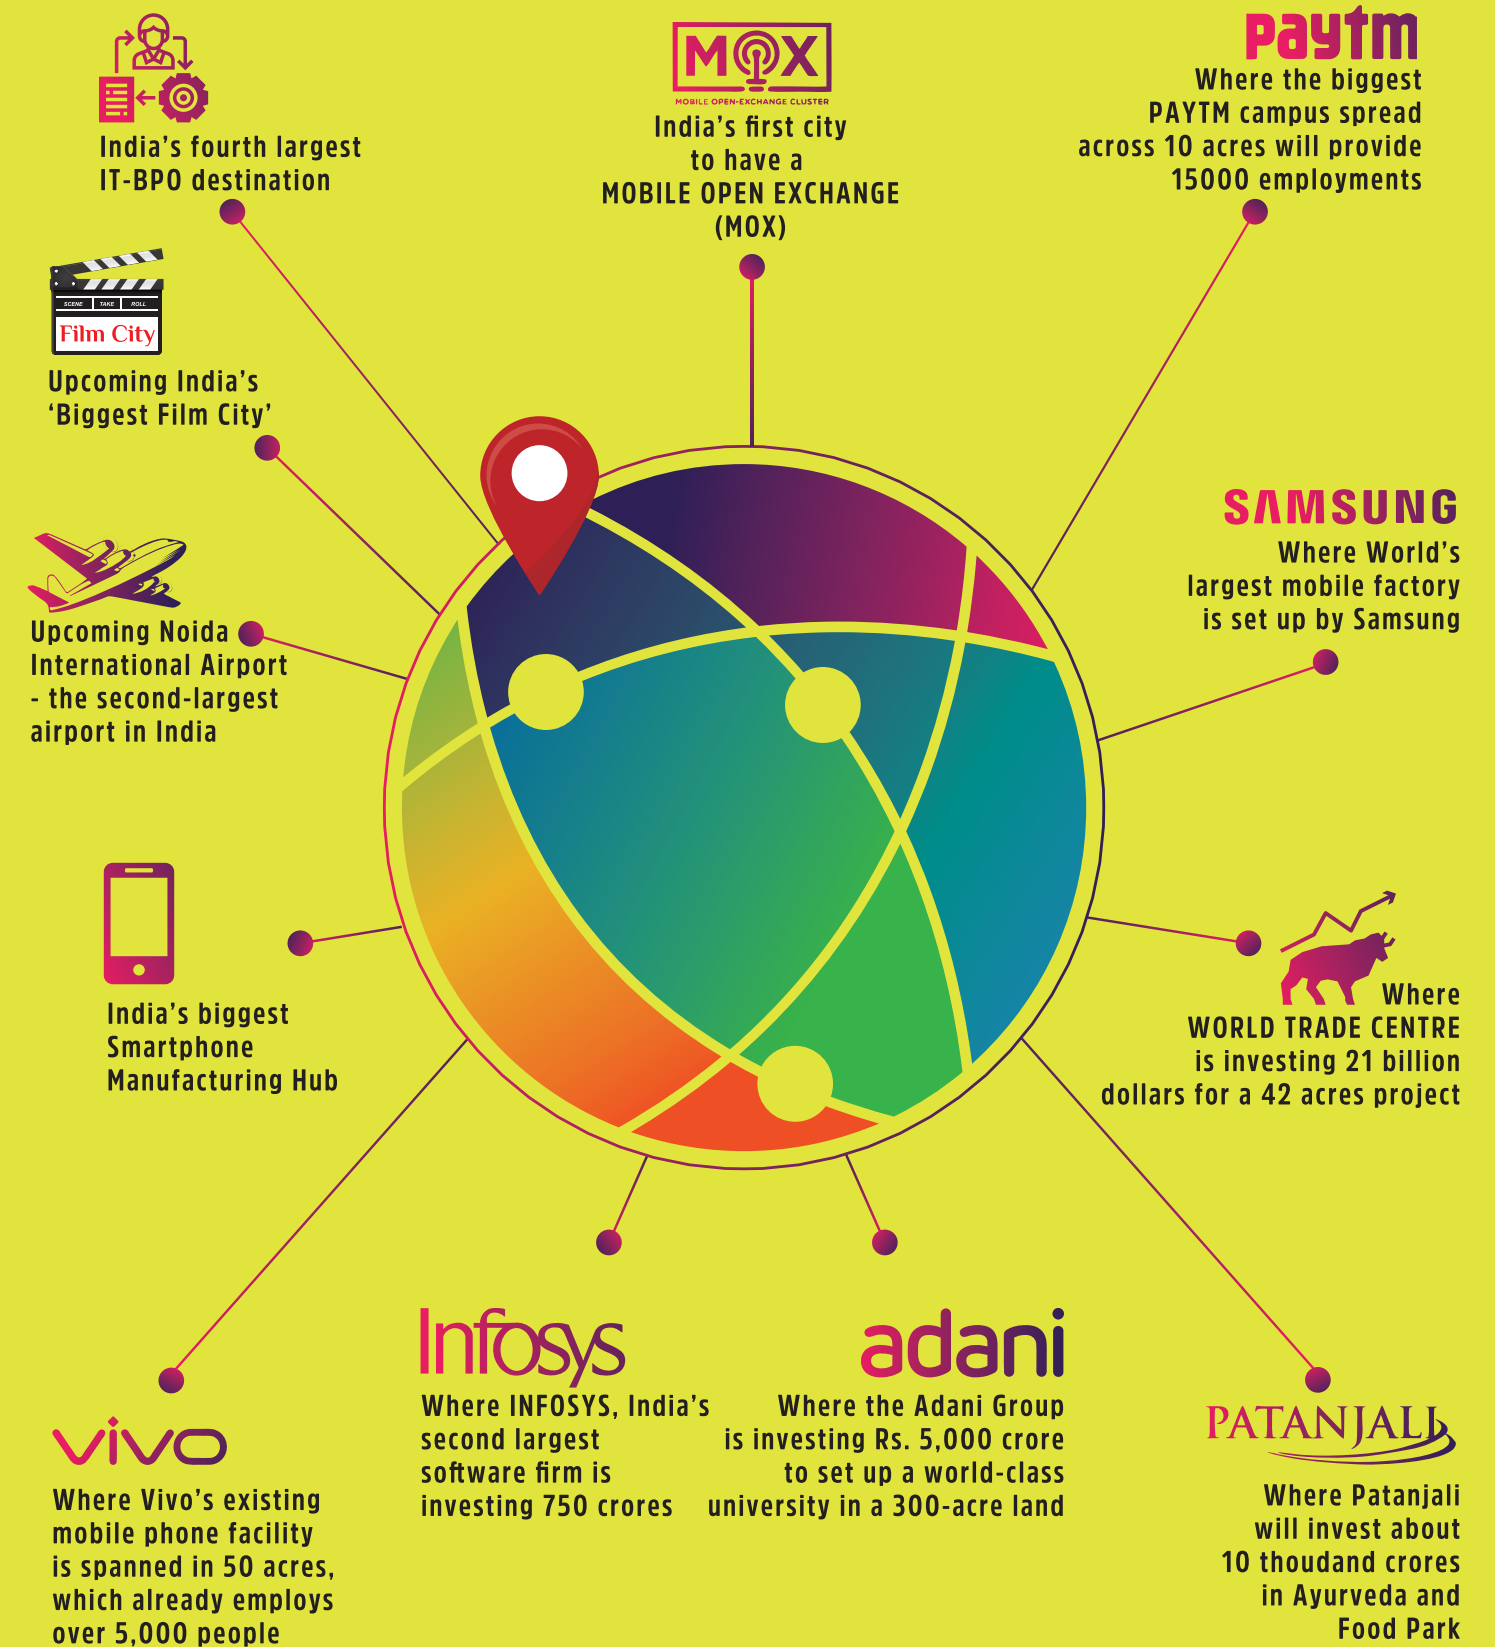 India's fourth largest
IT-BPO destination
MOX
MOBILE OPEN-EXCHANGE CLUSTER
India's first city
to have a
MOBILE OPEN EXCHANGE
(MOX)
paytm
Where the biggest
PAYTM campus spread
across 10 acres will provide
15000 employments
SCENE TAKE ROLL
Film City
Upcoming India's
‘Biggest Film City’
SAMSUNG
Where World's
largest mobile factory
is set up by Samsung
Upcoming Noida
International Airport
- the second-largest
airport in India
India's biggest
Smartphone
Manufacturing Hub
Where
WORLD TRADE CENTRE
is investing 21 billion
dollars for a 42 acres project
vivo
Where Vivo's existing
mobile phone facility
is spanned in 50 acres,
which already employs
over 5,000 people
Infosys
Where INFOSYS, India's
second largest
software firm is
investing 750 crores
adani
Where the Adani Group
is investing Rs. 5,000 crore
to set up a world-class
university in a 300-acre land
PATANJALI
Where Patanjali
will invest about
10 thoudand crores
in Ayurveda and
Food Park